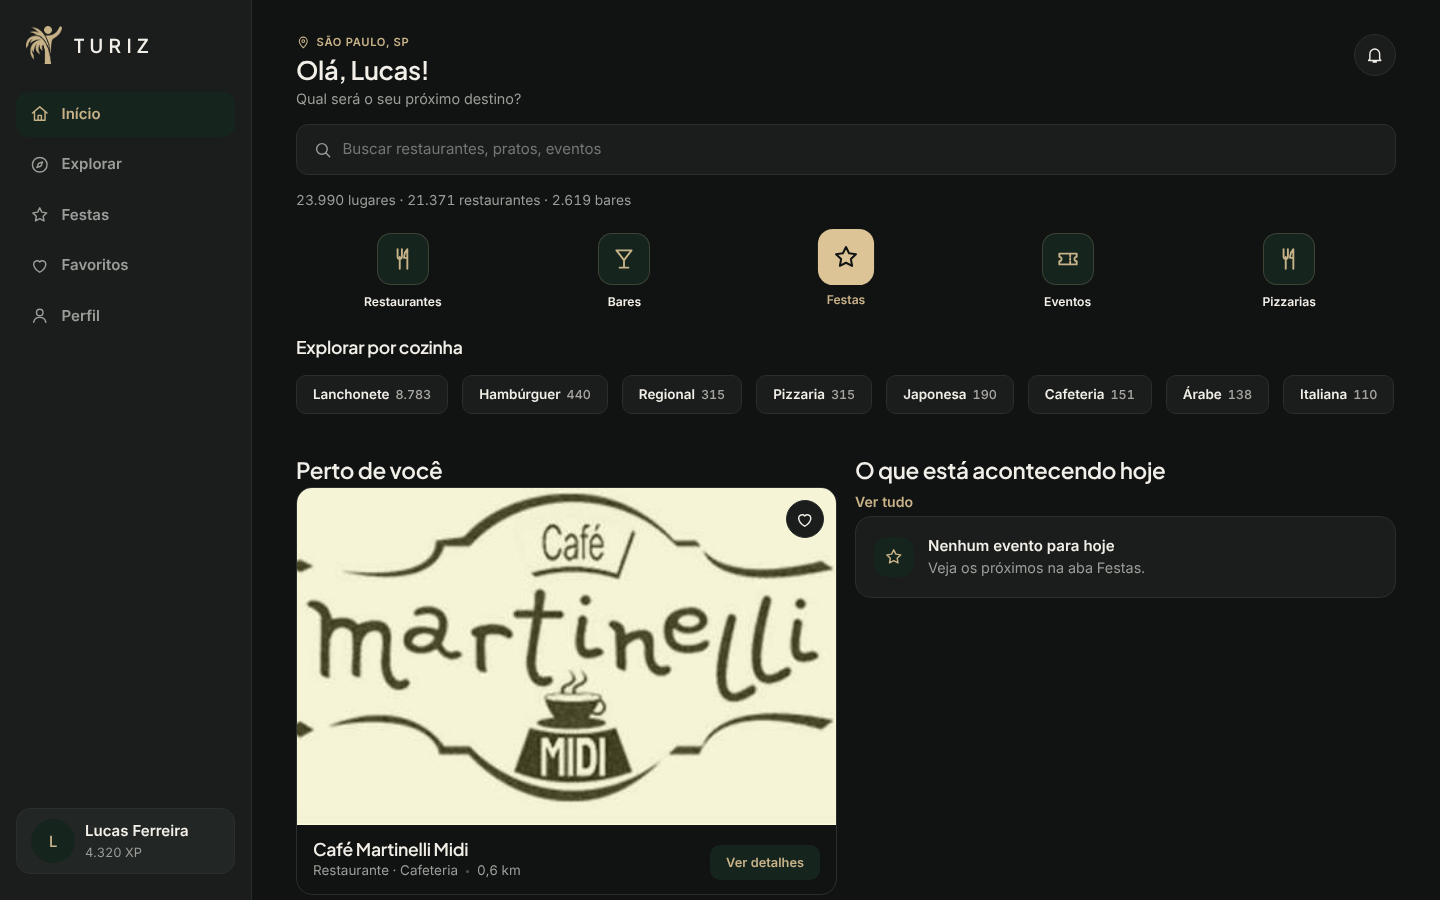 TURIZ
Início
Explorar
Festas
Favoritos
Perfil
Lucas Ferreira
L
4.320 XP
SÃO PAULO, SP
Olá, Lucas!
Qual será o seu próximo destino?
Buscar restaurantes, pratos, eventos
23.990 lugares · 21.371 restaurantes · 2.619 bares
Restaurantes
Bares
Festas
Eventos
Pizzarias
Explorar por cozinha
Lanchonete 8.783
Hambúrguer 440
Regional 315
Pizzaria 315
Japonesa 190
Cafeteria 151
Árabe 138
Italiana 110
Perto de você
Café
martinelli
MIDI
Café Martinelli Midi
Restaurante · Cafeteria • 0,6 km
Ver detalhes
O que está acontecendo hoje
Ver tudo
Nenhum evento para hoje
Veja os próximos na aba Festas.